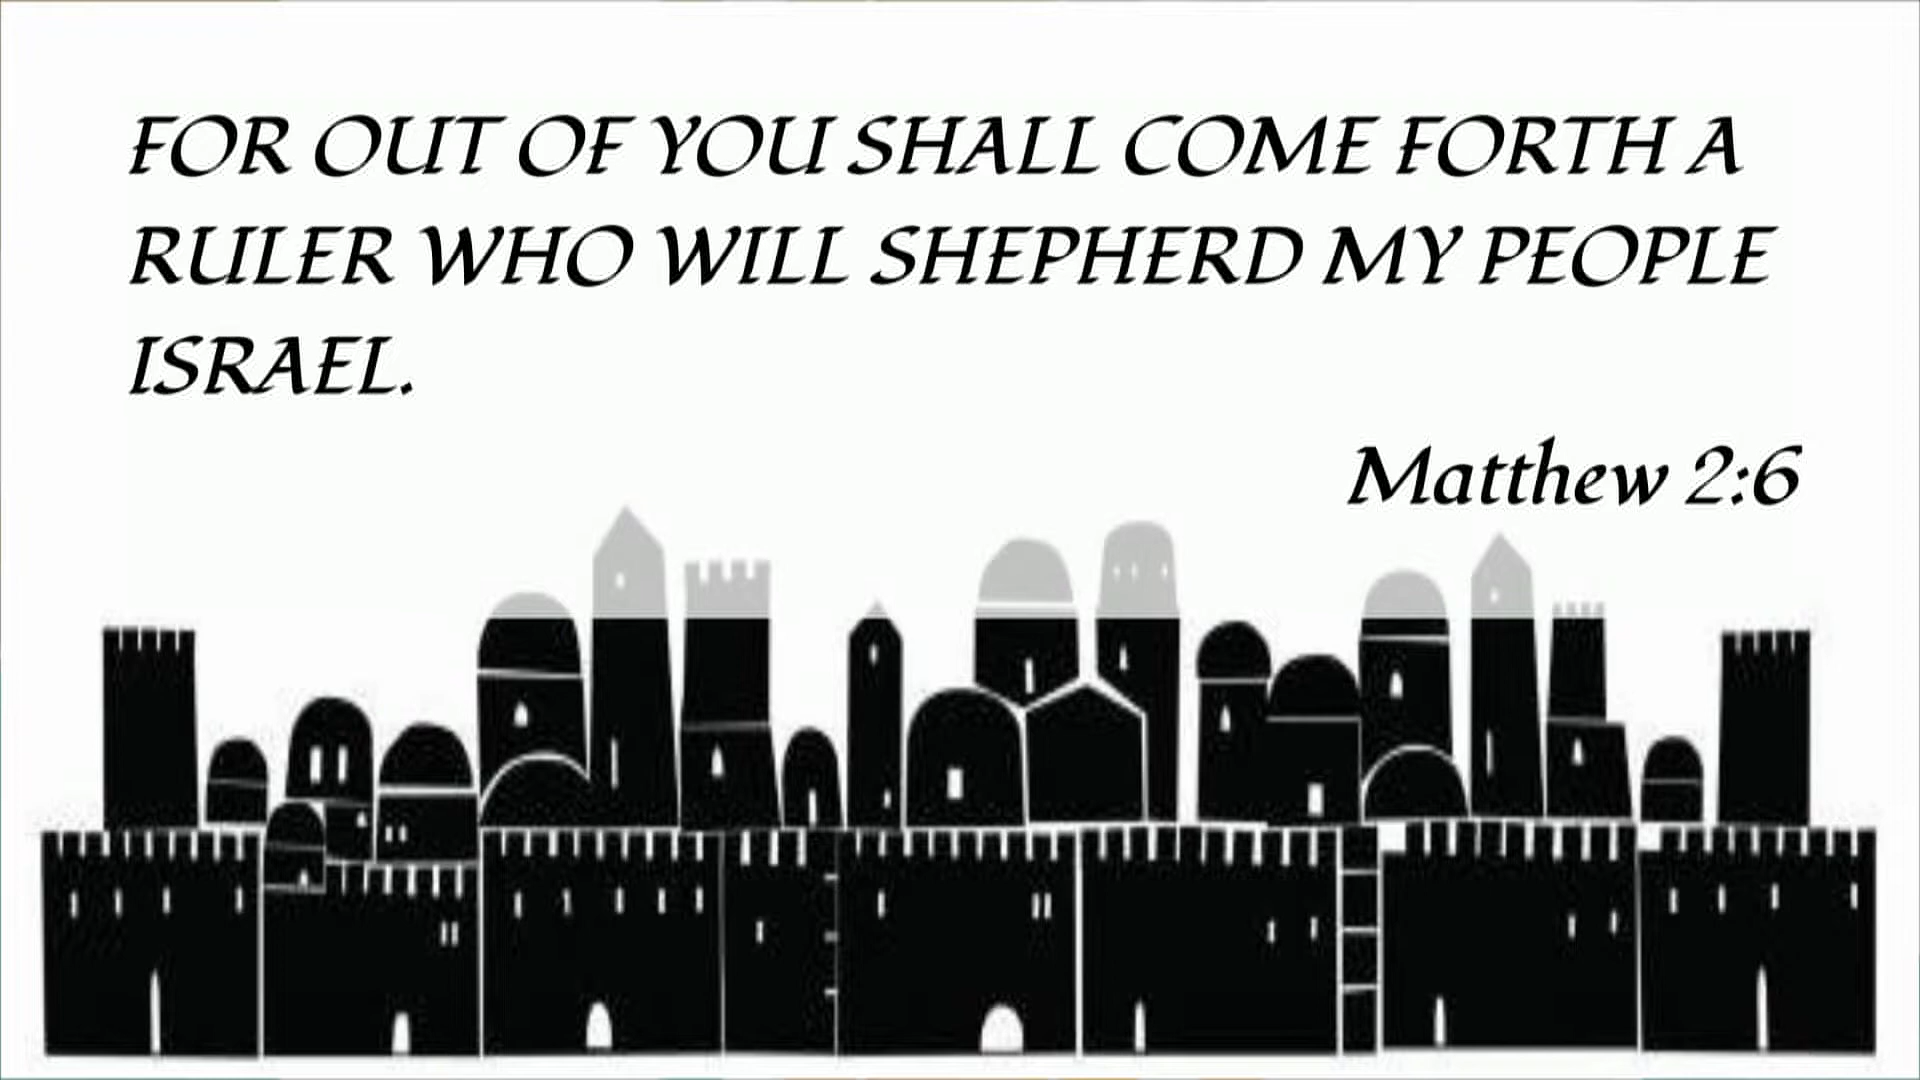 FOR OUT OF YOU SHALL COME FORTH A
RULER WHO WILL SHEPHERD MY PEOPLE
ISRAEL.
Matthew 2:6